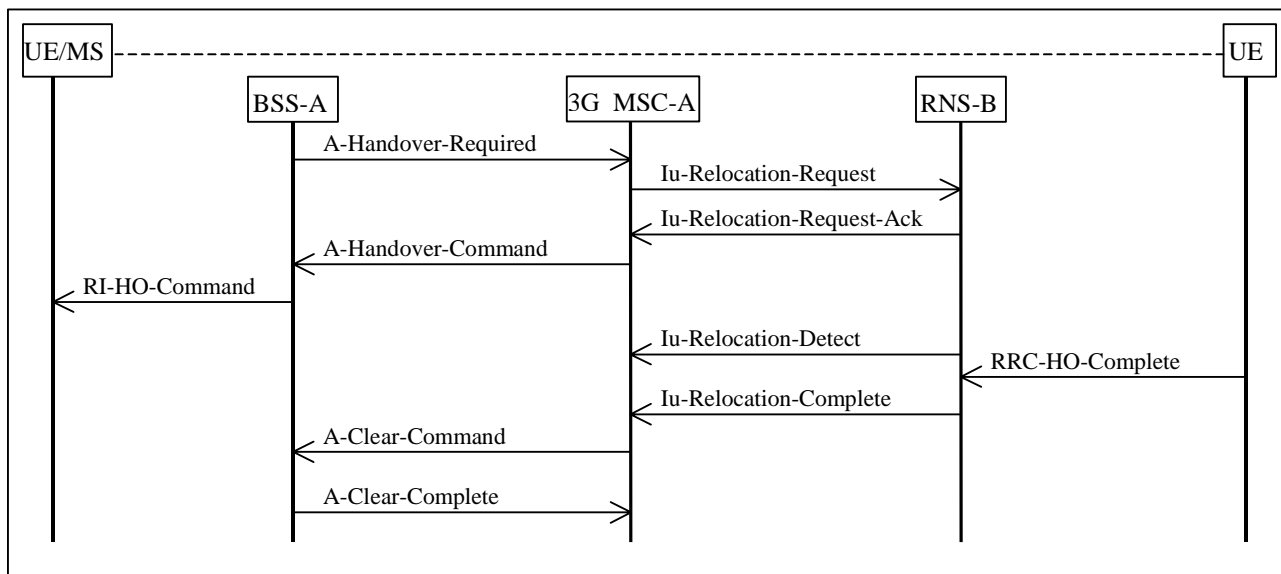 UE/MS
UE
BSS-A
3G MSC-A
RNS-B
A-Handover-Required
Iu-Relocation-Request
Iu-Relocation-Request-Ack
A-Handover-Command
RI-HO-Command
Iu-Relocation-Detect
RRC-HO-Complete
Iu-Relocation-Complete
A-Clear-Command
A-Clear-Complete